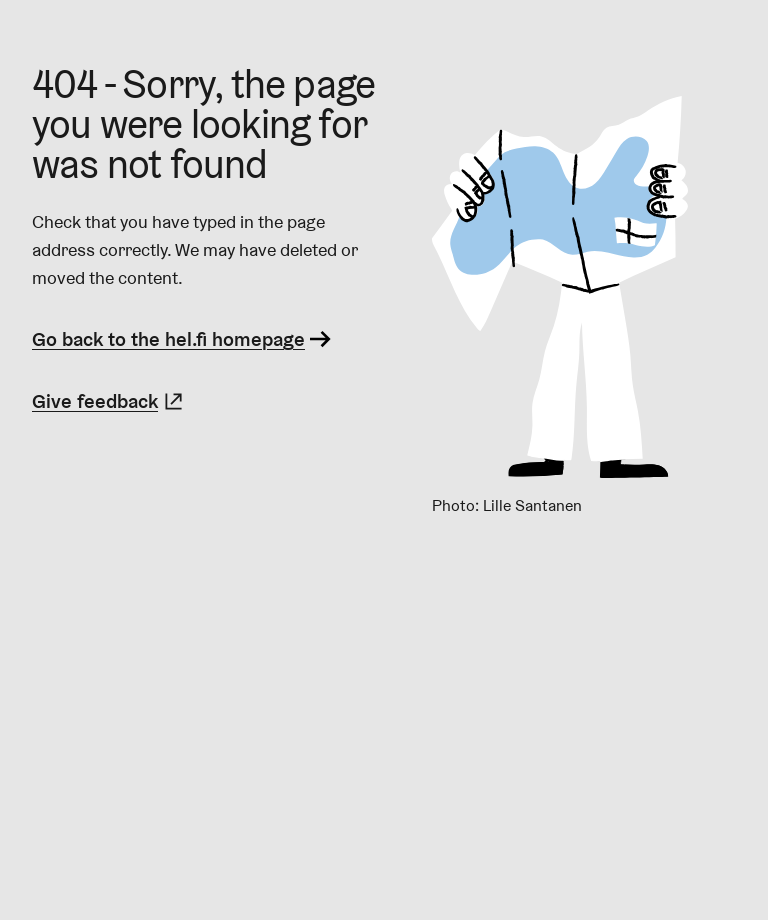 404 - Sorry, the page
you were looking for
was not found
Check that you have typed in the page
address correctly. We may have deleted or
moved the content.
Go back to the hel.fi homepage
Give feedback
Photo: Lille Santanen